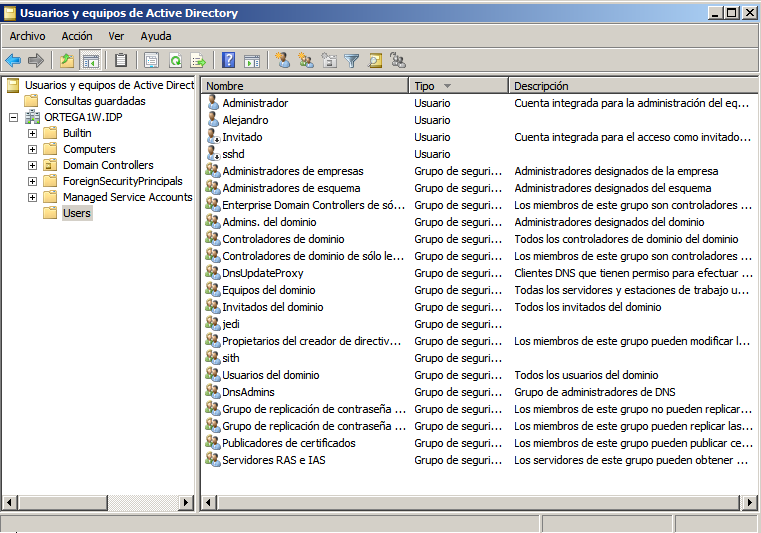 Usuarios y equipos de Active Directory
Archivo Acción Ver Ayuda
Usuarios y equipos de Active Direct
Consultas guardadas
ORTEGA1W.IDP
Builtin
Computers
Domain Controllers
ForeignSecurityPrincipals
Managed Service Accounts
Users
Nombre Tipo Descripción
Administrador Usuario Cuenta integrada para la administración del eq...
Alejandro Usuario
Invitado Usuario Cuenta integrada para el acceso como invitado...
sshd Usuario
Administradores de empresas Grupo de seguri... Administradores designados de la empresa
Administradores de esquema Grupo de seguri... Administradores designados del esquema
Enterprise Domain Controllers de só... Grupo de seguri... Los miembros de este grupo son controladores ...
Admins. del dominio Grupo de seguri... Administradores designados del dominio
Controladores de dominio Grupo de seguri... Todos los controladores de dominio del dominio
Controladores de dominio de sólo le... Grupo de seguri... Los miembros de este grupo son controladores ...
DnsUpdateProxy Grupo de seguri... Clientes DNS que tienen permiso para efectuar ...
Equipos del dominio Grupo de seguri... Todas los servidores y estaciones de trabajo u...
Invitados del dominio Grupo de seguri... Todos los invitados del dominio
jedi Grupo de seguri...
Propietarios del creador de directiv... Grupo de seguri... Los miembros de este grupo pueden modificar l...
sith Grupo de seguri...
Usuarios del dominio Grupo de seguri... Todos los usuarios del dominio
DnsAdmins Grupo de seguri... Grupo de administradores de DNS
Grupo de replicación de contraseña ... Grupo de seguri... Los miembros de este grupo no pueden replicar...
Grupo de replicación de contraseña ... Grupo de seguri... Los miembros de este grupo pueden replicar las...
Publicadores de certificados Grupo de seguri... Los miembros de este grupo pueden publicar ce...
Servidores RAS e IAS Grupo de seguri... Los servidores de este grupo pueden obtener ...